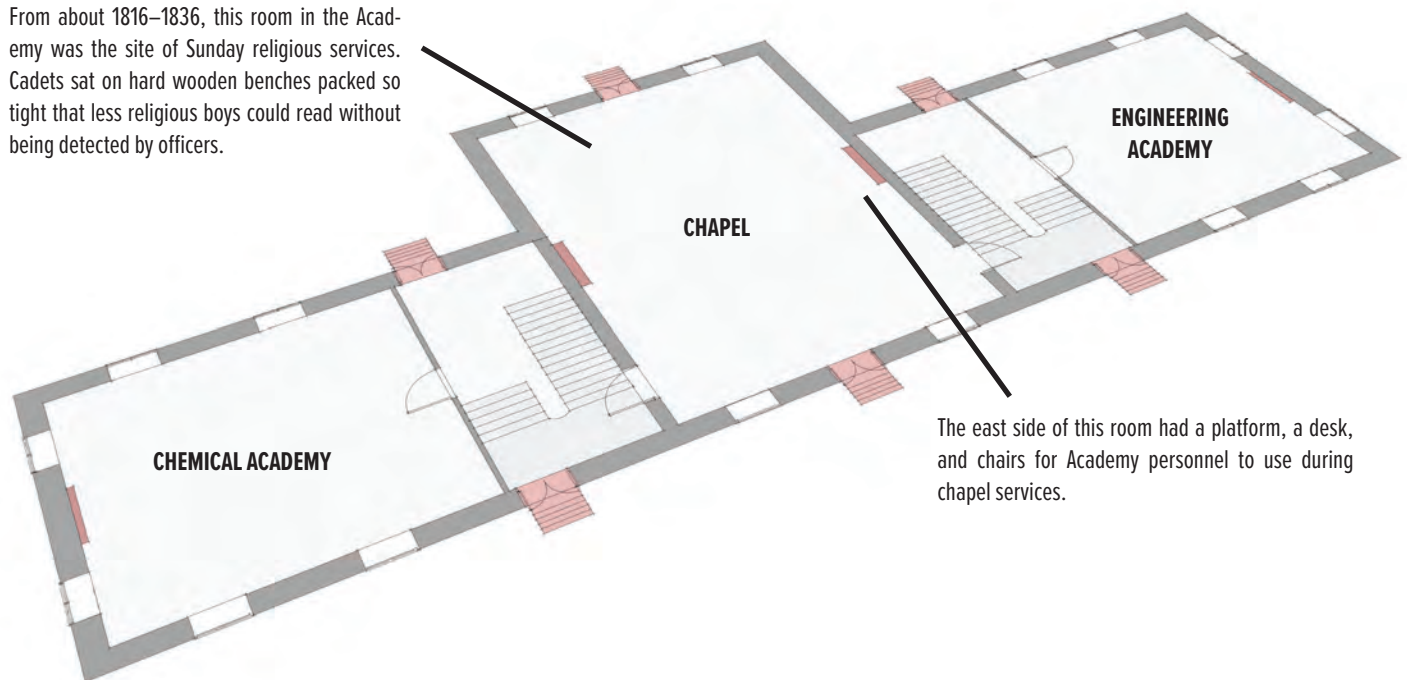 From about 1816–1836, this room in the Acad-
emy was the site of Sunday religious services.
Cadets sat on hard wooden benches packed so
tight that less religious boys could read without
being detected by officers.
ENGINEERING
ACADEMY
CHAPEL
CHEMICAL ACADEMY
The east side of this room had a platform, a desk,
and chairs for Academy personnel to use during
chapel services.